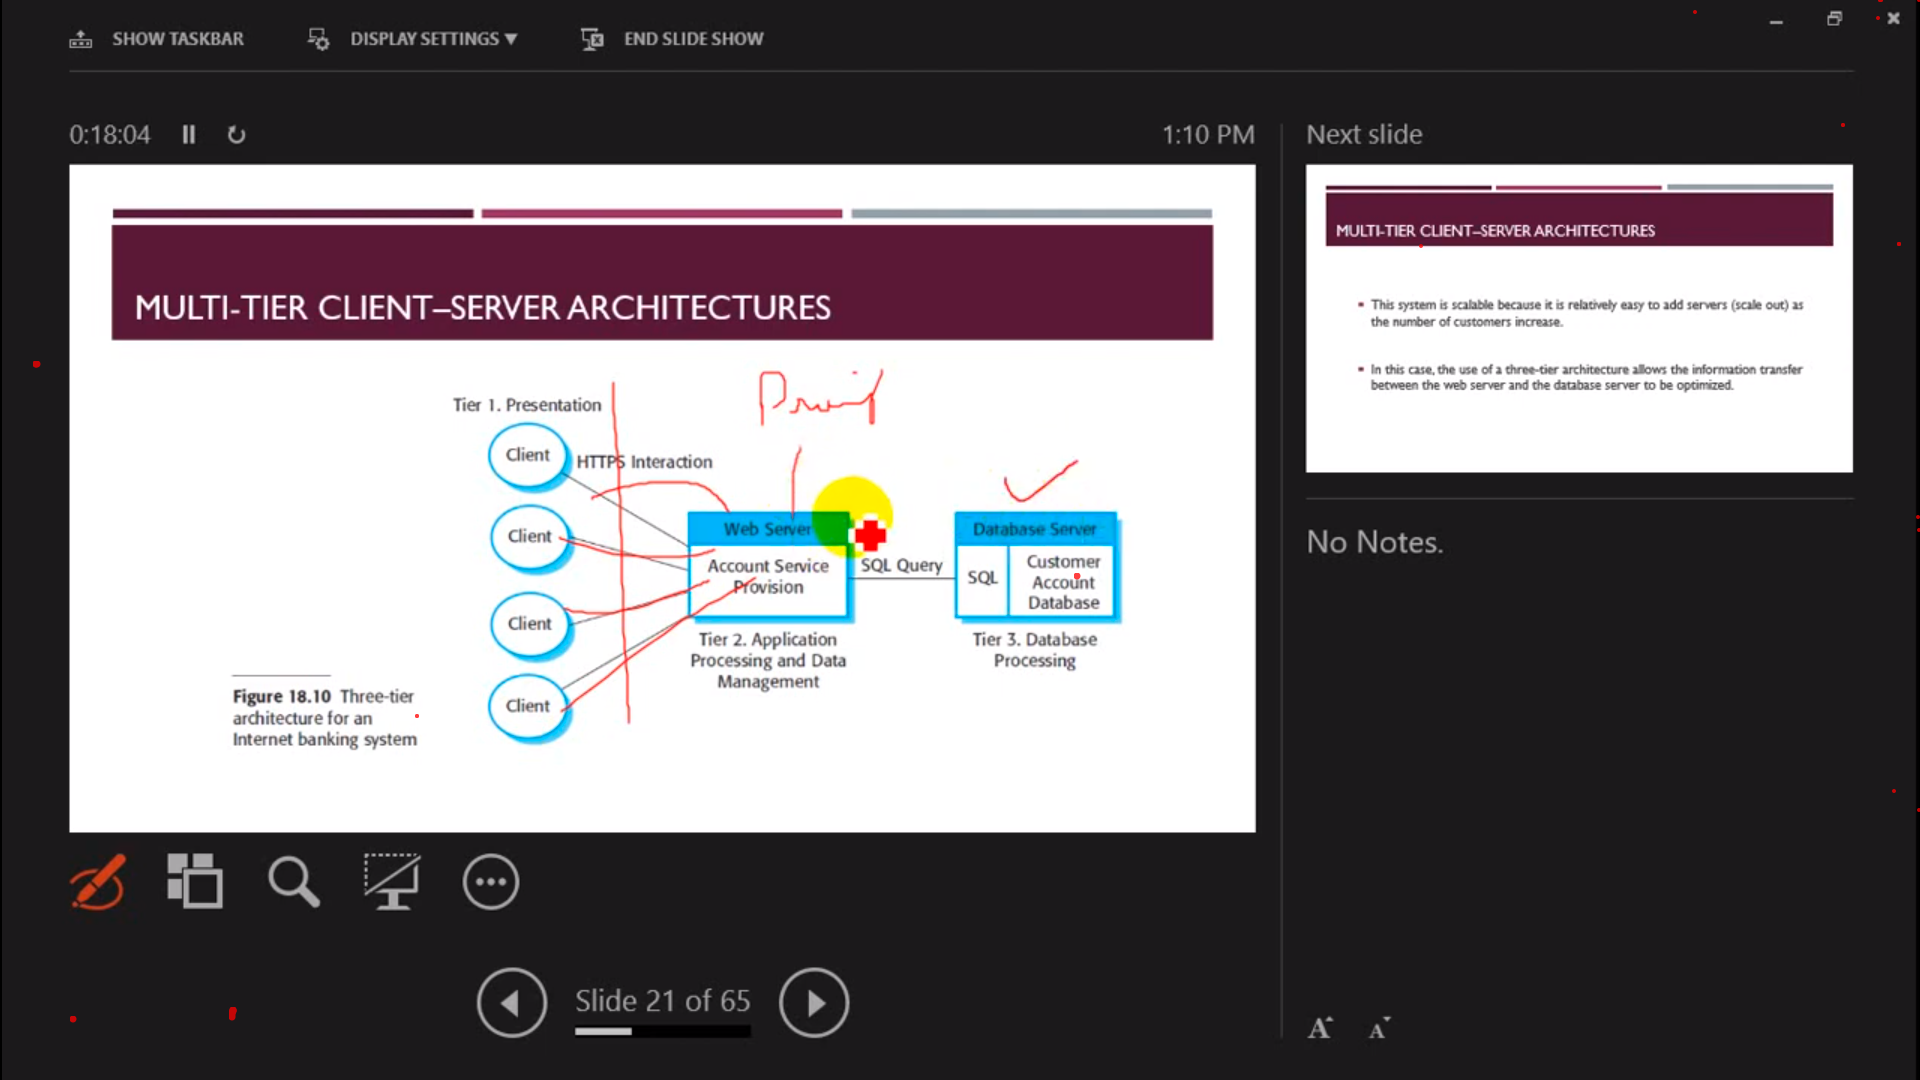 SHOW TASKBAR
DISPLAY SETTINGS
END SLIDE SHOW
0:18:04
1:10 PM
MULTI-TIER CLIENT–SERVER ARCHITECTURES
Tier 1. Presentation
Client
HTTPS Interaction
Client
Client
Client
Web Server
Account Service
Provision
Tier 2. Application
Processing and Data
Management
SQL Query
Database Server
SQL
Customer
Account
Database
Tier 3. Database
Processing
Figure 18.10 Three-tier
architecture for an
Internet banking system
Slide 21 of 65
Next slide
MULTI-TIER CLIENT–SERVER ARCHITECTURES
▪ This system is scalable because it is relatively easy to add servers (scale out) as
the number of customers increase.
▪ In this case, the use of a three-tier architecture allows the information transfer
between the web server and the database server to be optimized.
No Notes.
A A